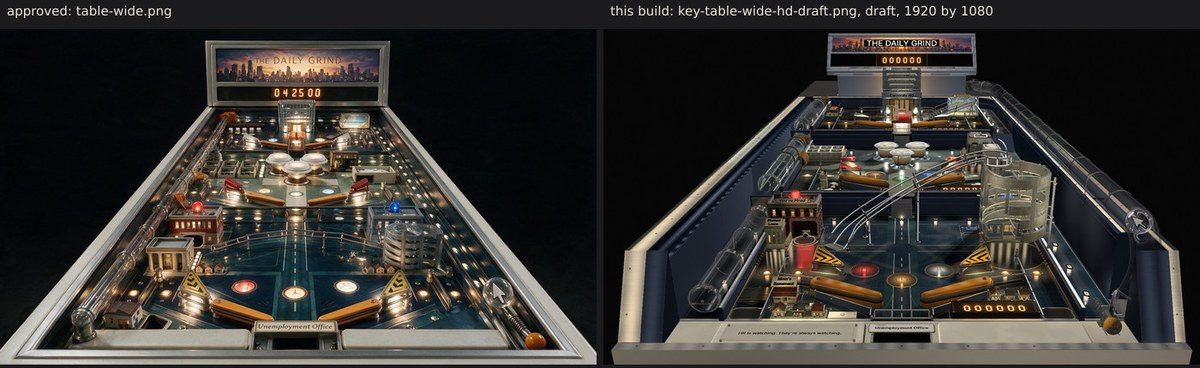 approved: table-wide.png
this build: key-table-wide-hd-draft.png, draft, 1920 by 1080
THE DAILY GRIND
042500
Unemployment Office
THE DAILY GRIND
000000
000000
HR is watching. They're always watching.
Unemployment Office